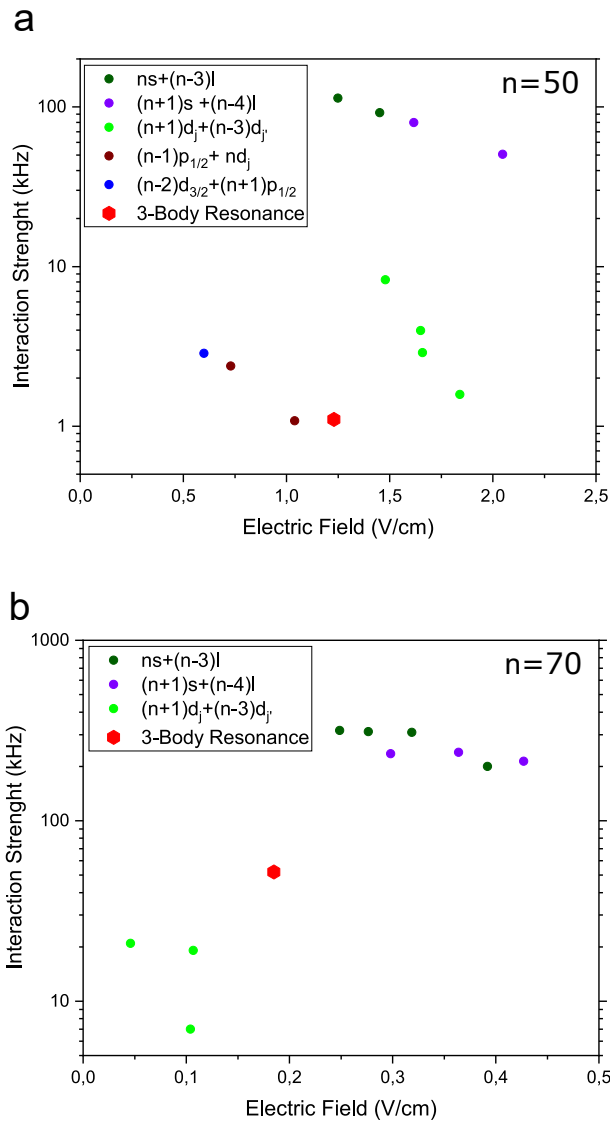 a
n=50
ns+(n-3)l
(n+1)s +(n-4)l
(n+1)dj+(n-3)dj'
(n-1)p1/2+ ndj
(n-2)d3/2+(n+1)p1/2
3-Body Resonance
Interaction Strenght (kHz)
100
10
1
0,0 0,5 1,0 1,5 2,0 2,5
Electric Field (V/cm)
b
n=70
ns+(n-3)l
(n+1)s+(n-4)l
(n+1)dj+(n-3)dj'
3-Body Resonance
Interaction Strenght (kHz)
1000
100
10
0,0 0,1 0,2 0,3 0,4 0,5
Electric Field (V/cm)